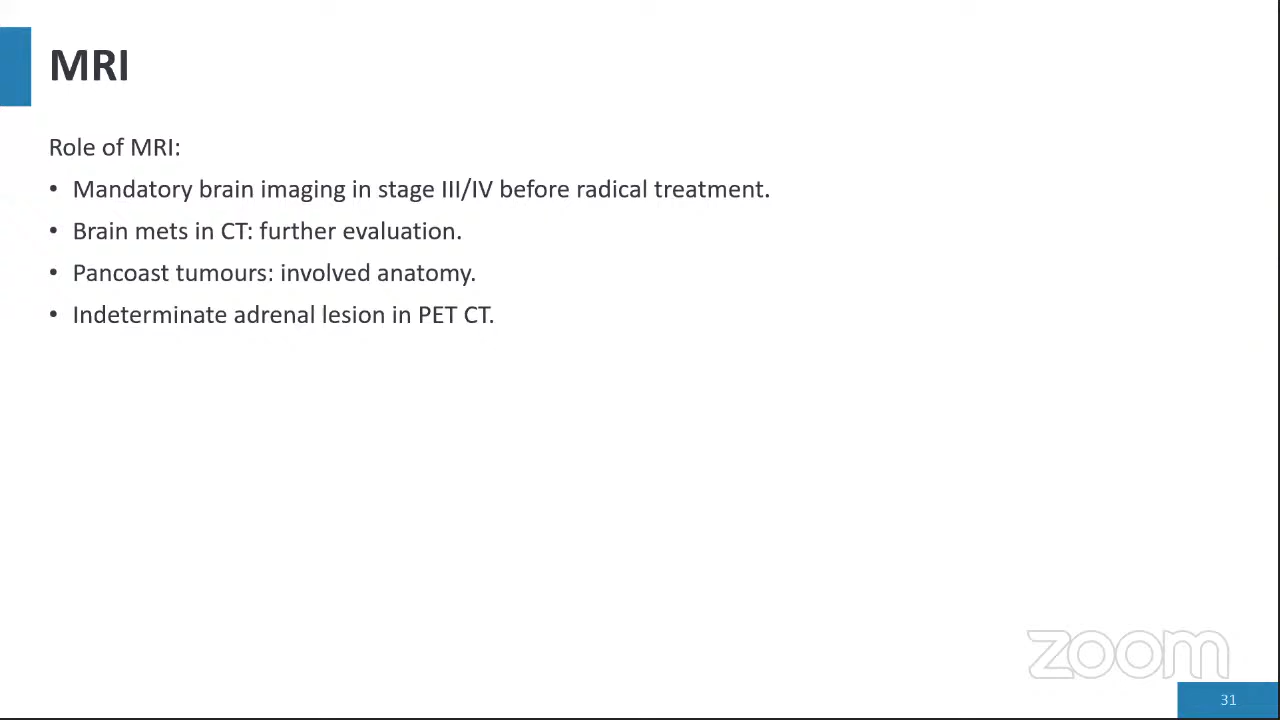 MRI
Role of MRI:
• Mandatory brain imaging in stage III/IV before radical treatment.
• Brain mets in CT: further evaluation.
• Pancoast tumours: involved anatomy.
• Indeterminate adrenal lesion in PET CT.
zoom
31